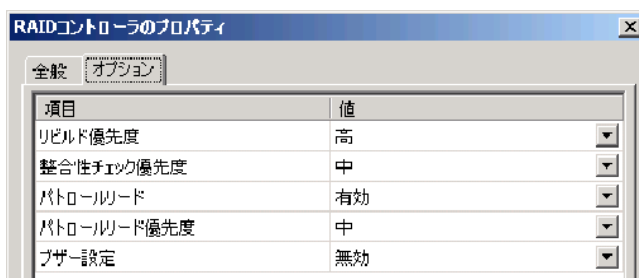 RAIDコントローラのプロパティ
全般 オプション
項目 値
リビルド優先度 高
整合性チェック優先度 中
パトロールリード 有効
パトロールリード優先度 中
ブザー設定 無効